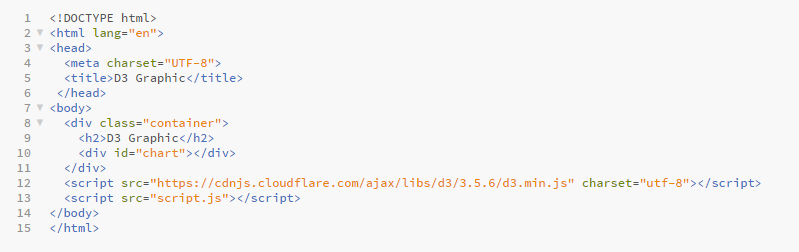 1 <!DOCTYPE html>
2 <html lang="en">
3 <head>
4 <meta charset="UTF-8">
5 <title>D3 Graphic</title>
6 </head>
7 <body>
8 <div class="container">
9 <h2>D3 Graphic</h2>
10 <div id="chart"></div>
11 </div>
12 <script src="https://cdnjs.cloudflare.com/ajax/libs/d3/3.5.6/d3.min.js" charset="utf-8"></script>
13 <script src="script.js"></script>
14 </body>
15 </html>